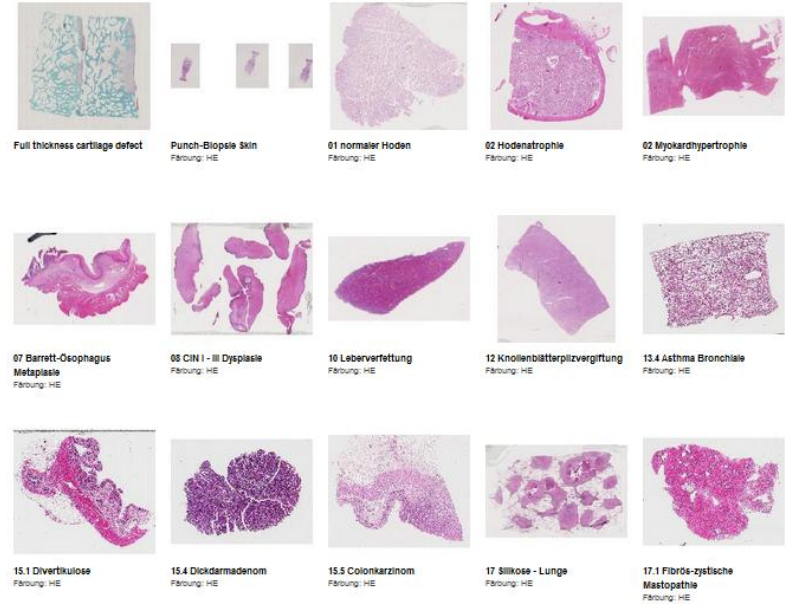 Full thickness cartilage defect
Punch-Biopsie Skin
Färbung: HE
01 normaler Hoden
Färbung: HE
02 Hodenatrophie
Färbung: HE
02 Myokardhypertrophie
Färbung: HE
07 Barrett-Ösophagus
Metaplasie
Färbung: HE
08 CIN I - III Dysplasie
Färbung: HE
10 Leberverfettung
Färbung: HE
12 Knollenblätterpilzvergiftung
Färbung: HE
13.4 Asthma Bronchiale
Färbung: HE
15.1 Divertikulose
Färbung: HE
15.4 Dickdarmadenom
Färbung: HE
15.5 Colonkarzinom
Färbung: HE
17 Silikose - Lunge
Färbung: HE
17.1 Fibrös-zystische
Mastopathie
Färbung: HE